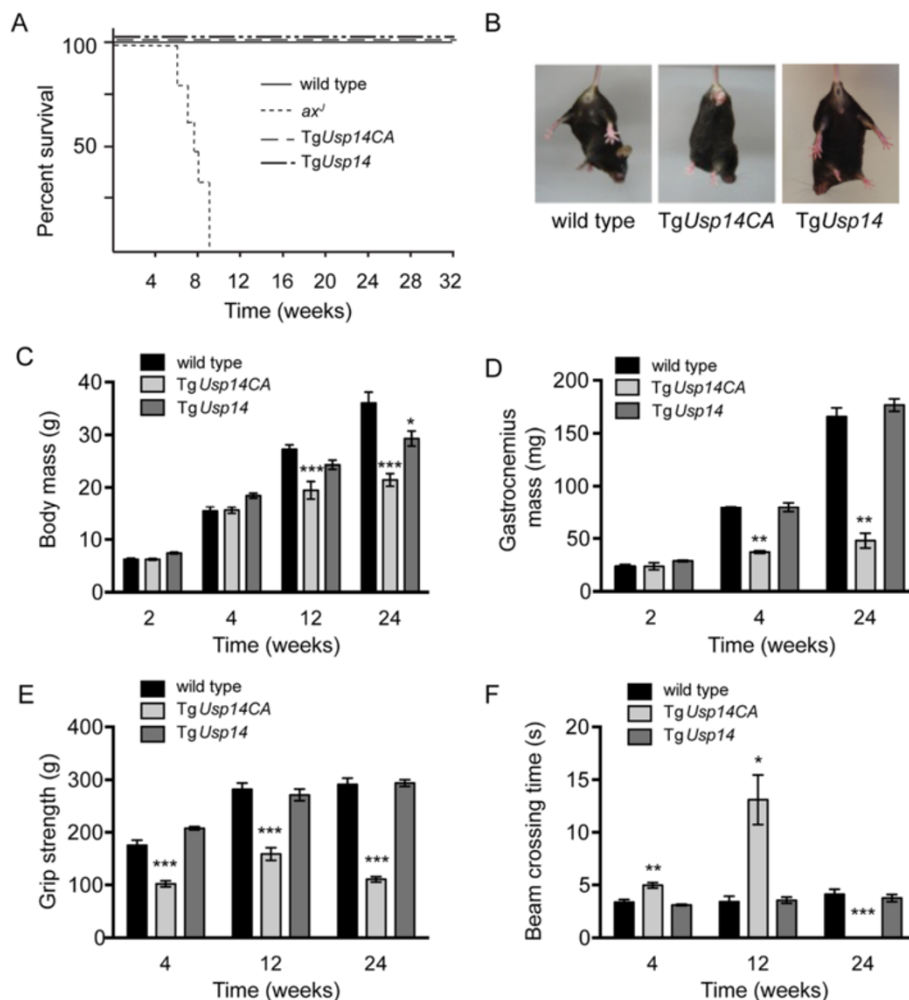 A
Percent survival
100
50
4 8 12 16 20 24 28 32
Time (weeks)
wild type
axJ
TgUsp14CA
TgUsp14
B
wild type TgUsp14CA TgUsp14
C
wild type
TgUsp14CA
TgUsp14
Body mass (g)
40
30
20
10
0
***
***
*
2 4 12 24
Time (weeks)
D
wild type
TgUsp14CA
TgUsp14
Gastrocnemius
mass (mg)
200
150
100
50
0
**
**
2 4 24
Time (weeks)
E
wild type
TgUsp14CA
TgUsp14
Grip strength (g)
400
300
200
100
0
***
***
***
4 12 24
Time (weeks)
F
wild type
TgUsp14CA
TgUsp14
Beam crossing time (s)
20
15
10
5
0
**
*
***
4 12 24
Time (weeks)